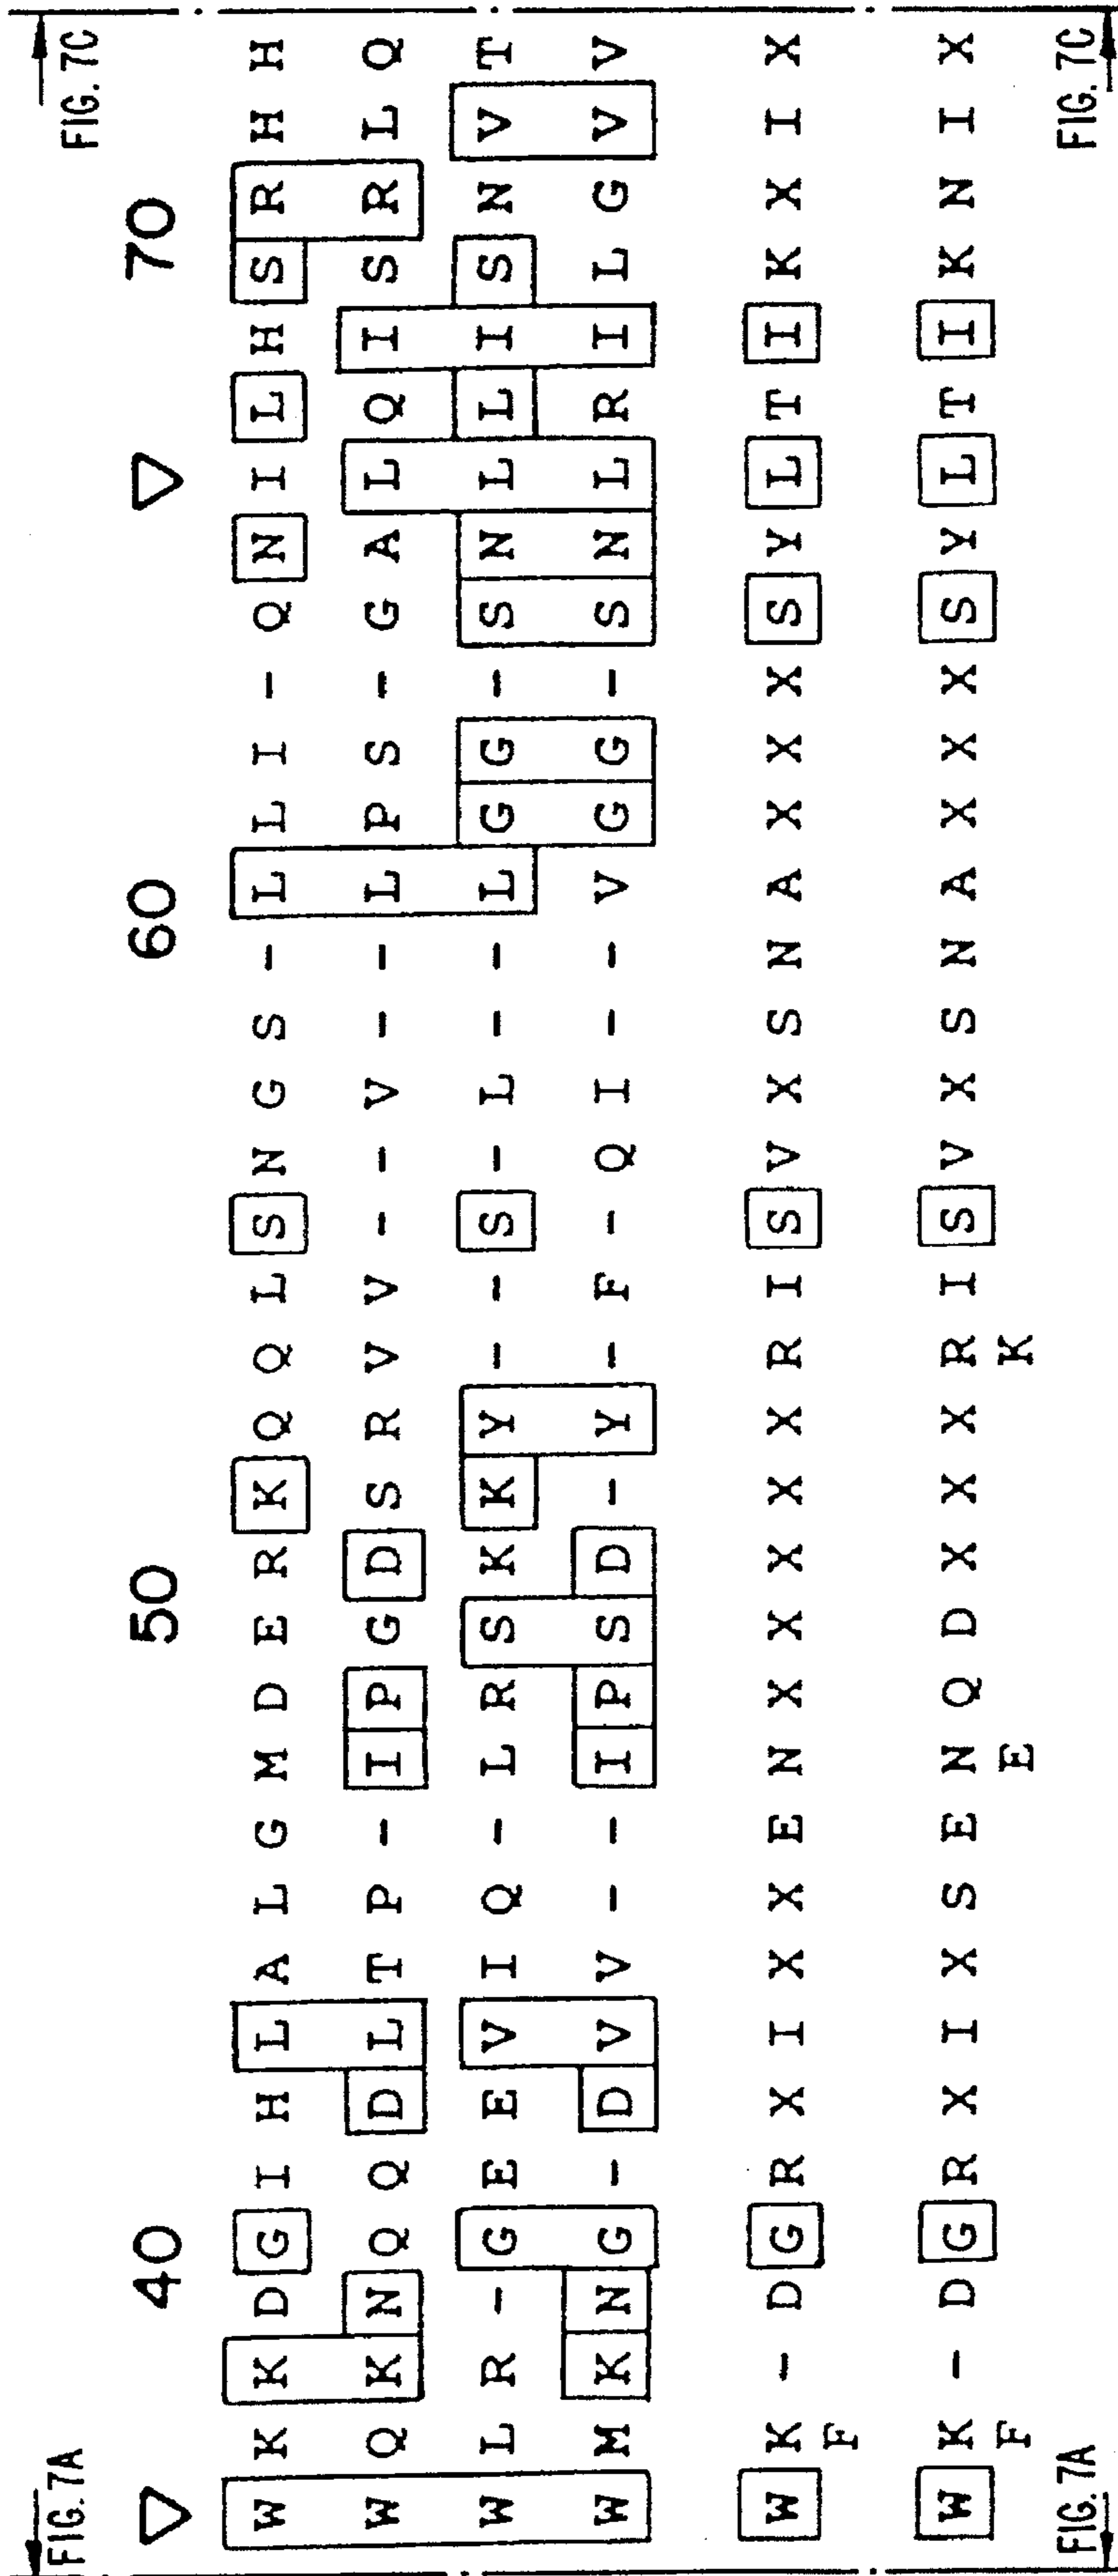 FIG. 7A FIG. 7C
▽ 40 50 60 ▽ 70
W K K D G I H L A L G M D E R K Q Q L S N G S - L L I - Q N I L H S R H H
W Q K N Q Q D L T P - I P G D S R V V - - V - - L P S - G A L Q I S R L Q
W L R - G E E V I Q - L R S K K Y - - S - L - - L G G - S N L L I S N V T
W M K N G - D V V - - I P S D - Y - F - Q I - - V G G - S N L R I L G V V
W K - D G R X I X X E N X X X X X R I S V X S N A X X X S Y L T I K X I X
F
W K - D G R X I X S E N Q D X X X R I S V X S N A X X X S Y L T I K N I X
F E K
FIG. 7A FIG. 7C